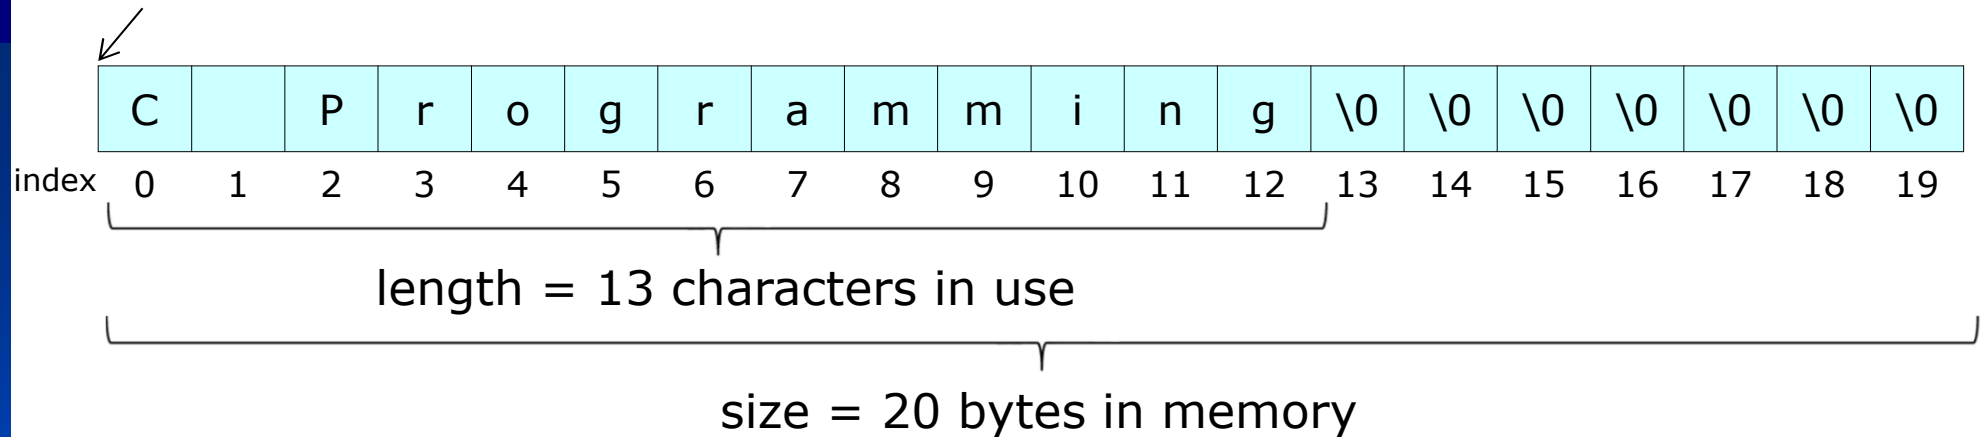 C P r o g r a m m i n g \0 \0 \0 \0 \0 \0 \0
index 0 1 2 3 4 5 6 7 8 9 10 11 12 13 14 15 16 17 18 19
length = 13 characters in use
size = 20 bytes in memory